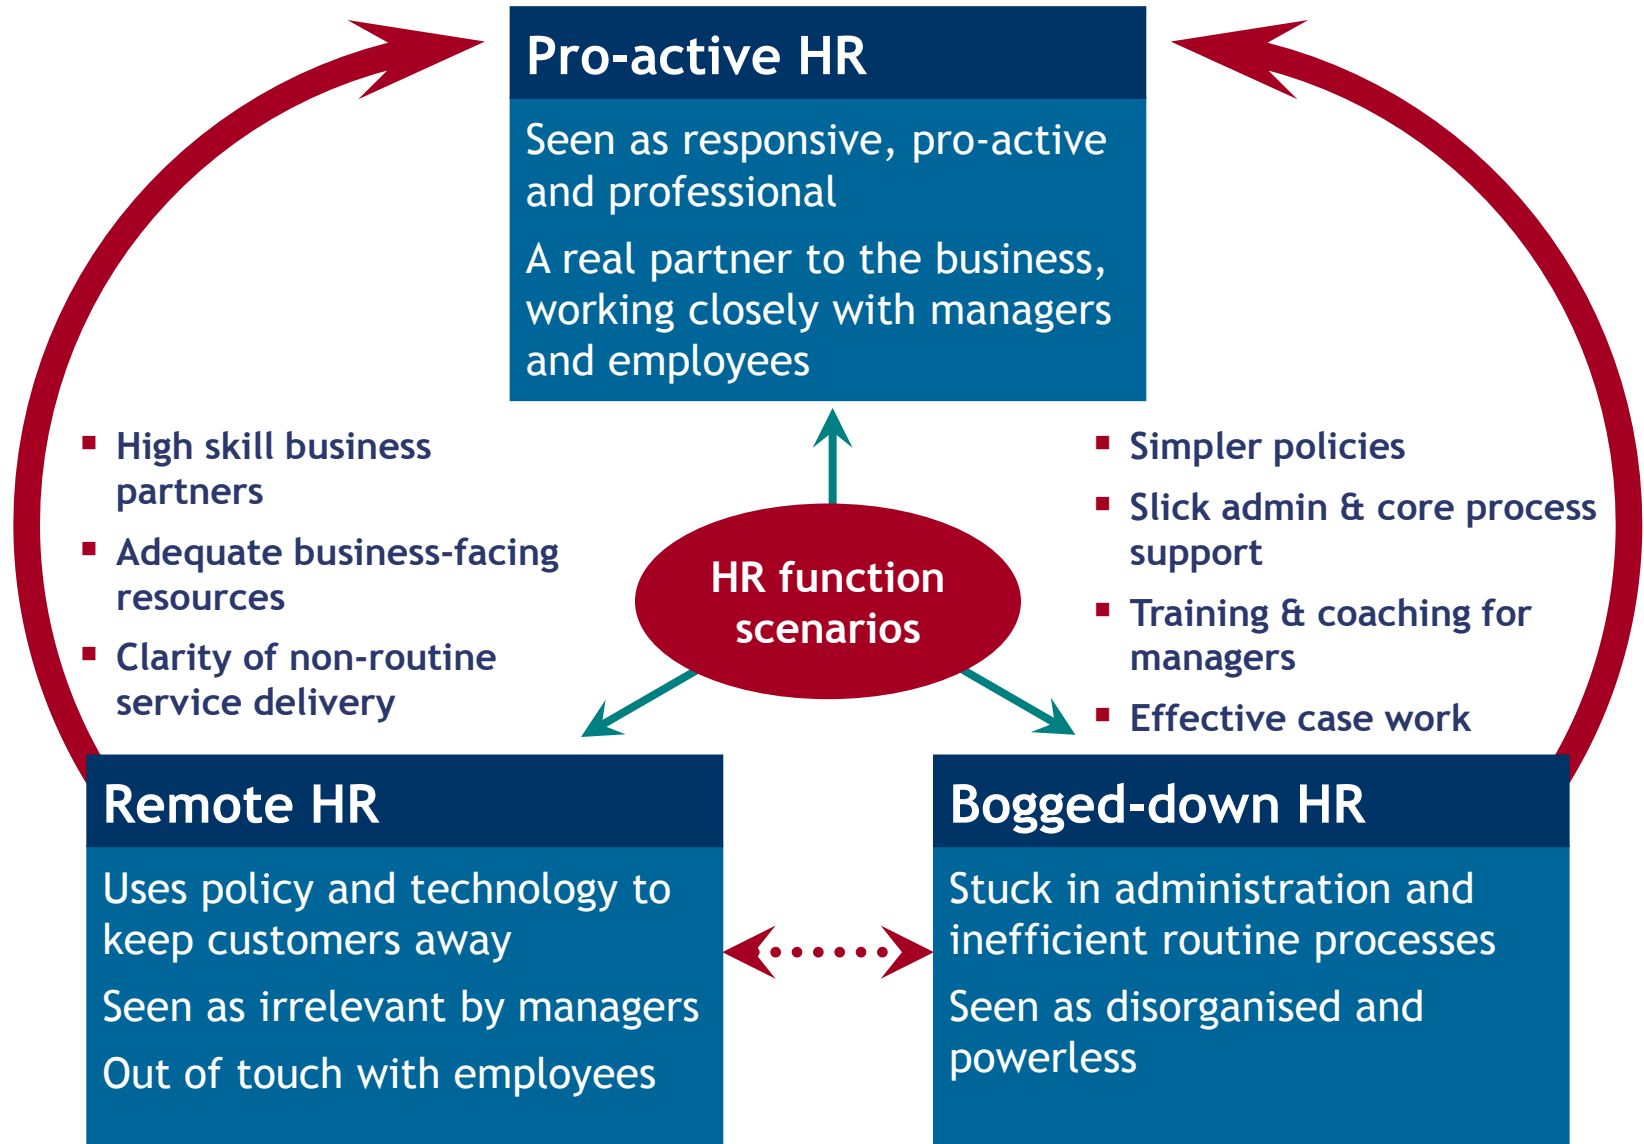 Pro-active HR
Seen as responsive, pro-active
and professional
A real partner to the business,
working closely with managers
and employees
▪ High skill business
partners
▪ Adequate business-facing
resources
▪ Clarity of non-routine
service delivery
HR function
scenarios
▪ Simpler policies
▪ Slick admin & core process
support
▪ Training & coaching for
managers
▪ Effective case work
Remote HR
Uses policy and technology to
keep customers away
Seen as irrelevant by managers
Out of touch with employees
Bogged-down HR
Stuck in administration and
inefficient routine processes
Seen as disorganised and
powerless